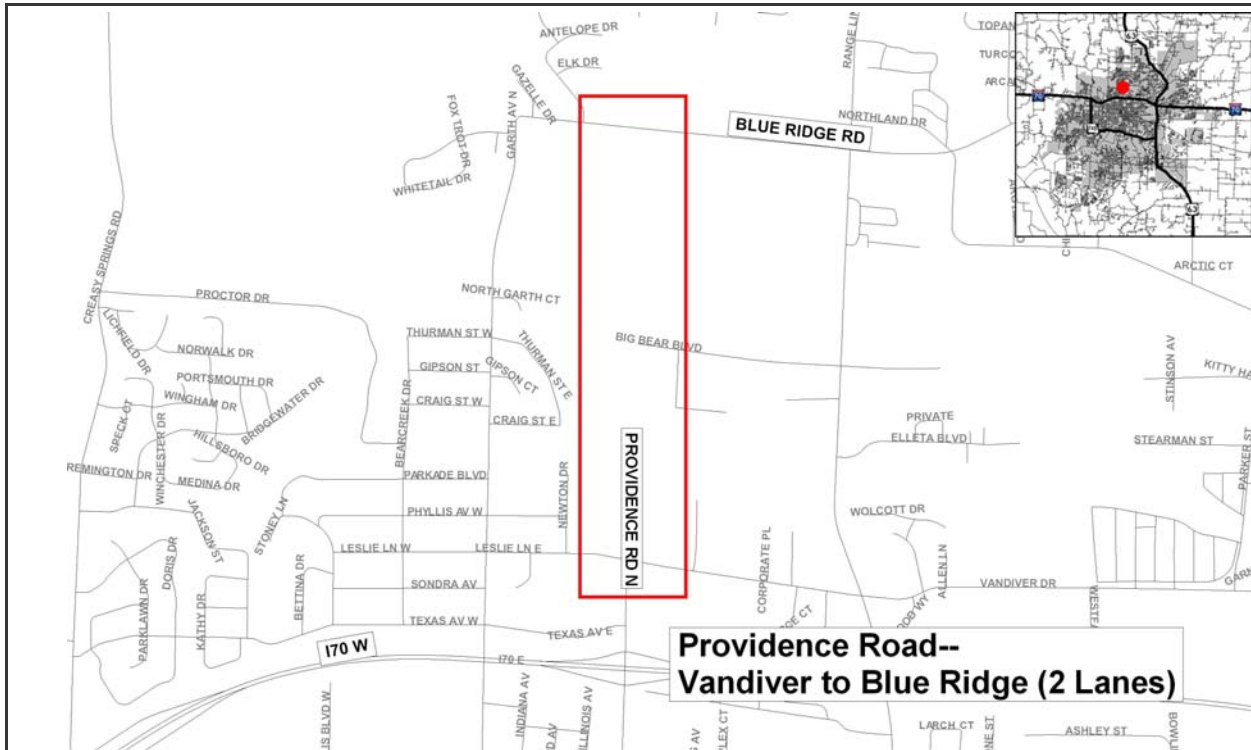 ANTELOPE DR
ELK DR
GAZELLE DR
FOX TROT DR
GARTH AV N
WHITETAIL DR
BLUE RIDGE RD
NORTHLAND DR
63
70
70
63
ARCTIC CT
CREASY SPRINGS RD
PROCTOR DR
NORTH GARTH CT
LICHFIELD DR
NORWALK DR
PORTSMOUTH DR
WINGHAM DR
BRIDGEWATER DR
SPECK CT
WINCHESTER DR
HILLSBORO DR
REMINGTON DR
MEDINA DR
THURMAN ST W
THURMAN ST E
GIPSON ST
GIPSON CT
CRAIG ST W
CRAIG ST E
BEARCREEK DR
BIG BEAR BLVD
STINSON AV
PRIVATE
ELLETA BLVD
STEARMAN ST
PARKER ST
PARKADE BLVD
PHYLLIS AV W
NEWTON DR
PROVIDENCE RD N
STONEY LN
JACKSON ST
LESLIE LN W
LESLIE LN E
WOLCOTT DR
CORPORATE PL
ALLEN LN
VANDIVER DR
DORIS DR
BETTINA DR
SONDRA AV
PARKLAWN DR
KATHY DR
TEXAS AV W
TEXAS AV E
I70 W
I70 E
Providence Road--
Vandiver to Blue Ridge (2 Lanes)
INDIANA AV
LARCH CT
ASHLEY ST